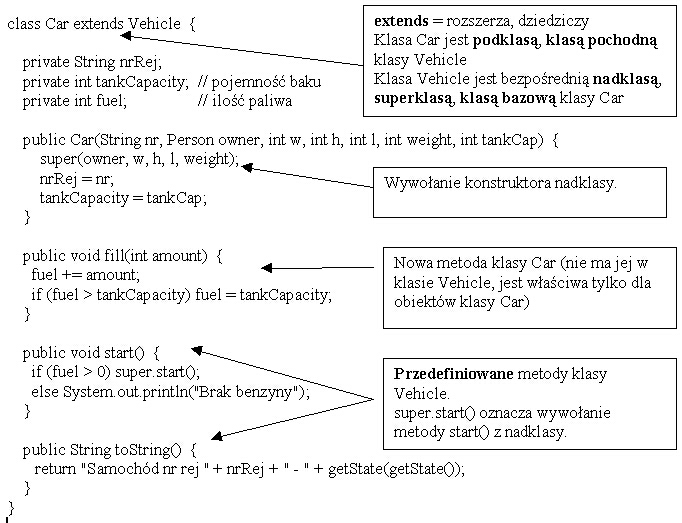 class Car extends Vehicle {
private String nrRej;
private int tankCapacity; // pojemność baku
private int fuel; // ilość paliwa
public Car(String nr, Person owner, int w, int h, int l, int weight, int tankCap) {
super(owner, w, h, l, weight);
nrRej = nr;
tankCapacity = tankCap;
}
public void fill(int amount) {
fuel += amount;
if (fuel > tankCapacity) fuel = tankCapacity;
}
public void start() {
if (fuel > 0) super.start();
else System.out.println("Brak benzyny");
}
public String toString() {
return "Samochód nr rej " + nrRej + " - " + getState(getState());
}
}
extends = rozszerza, dziedziczy
Klasa Car jest podklasą, klasą pochodną
klasy Vehicle
Klasa Vehicle jest bezpośrednią nadklasą,
superklasą, klasą bazową klasy Car
Wywołanie konstruktora nadklasy.
Nowa metoda klasy Car (nie ma jej w
klasie Vehicle, jest właściwa tylko dla
obiektów klasy Car)
Przedefiniowane metody klasy
Vehicle.
super.start() oznacza wywołanie
metody start() z nadklasy.